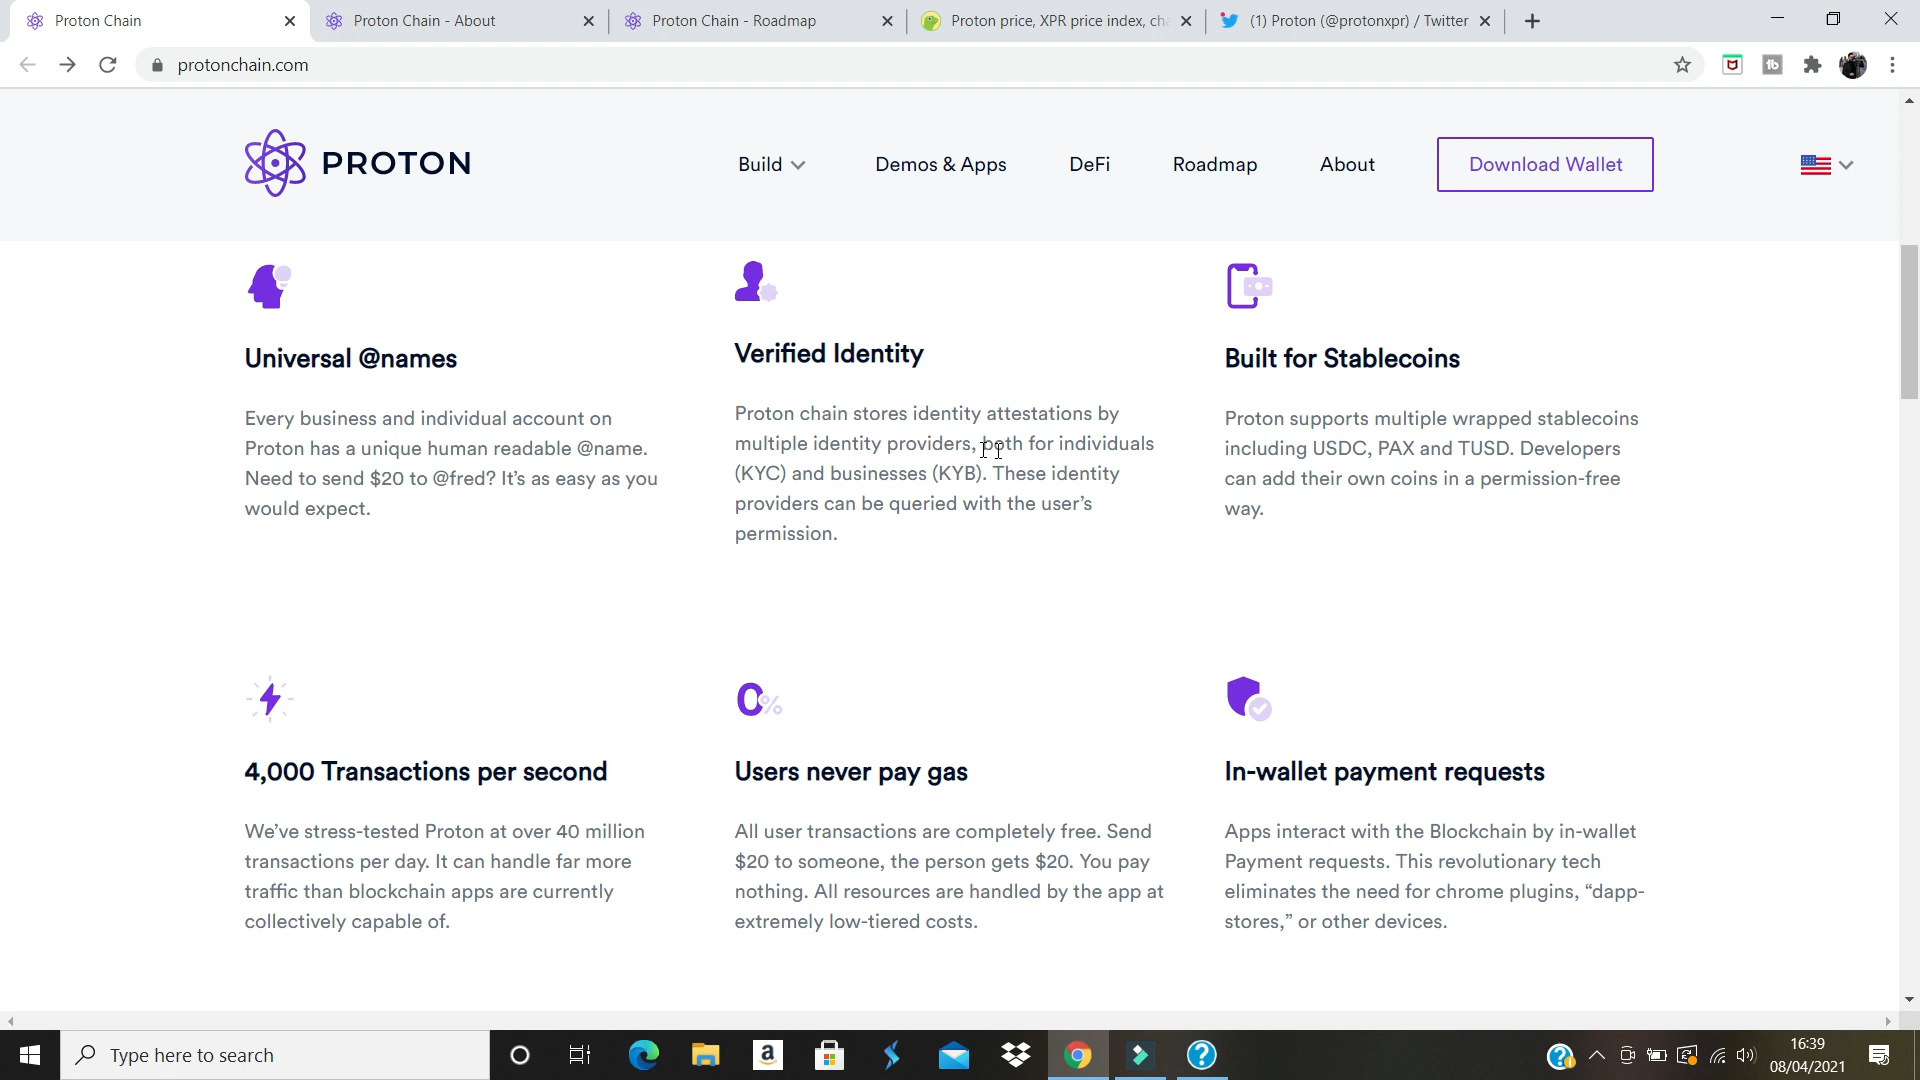 Proton Chain
Proton Chain - About
Proton Chain - Roadmap
Proton price, XPR price index, ch
(1) Proton (@protonxpr) / Twitter
protonchain.com
PROTON
Build
Demos & Apps
DeFi
Roadmap
About
Download Wallet
Universal @names
Every business and individual account on
Proton has a unique human readable @name.
Need to send $20 to @fred? It's as easy as you
would expect.
Verified Identity
Proton chain stores identity attestations by
multiple identity providers, both for individuals
(KYC) and businesses (KYB). These identity
providers can be queried with the user's
permission.
Built for Stablecoins
Proton supports multiple wrapped stablecoins
including USDC, PAX and TUSD. Developers
can add their own coins in a permission-free
way.
4,000 Transactions per second
We've stress-tested Proton at over 40 million
transactions per day. It can handle far more
traffic than blockchain apps are currently
collectively capable of.
0%
Users never pay gas
All user transactions are completely free. Send
$20 to someone, the person gets $20. You pay
nothing. All resources are handled by the app at
extremely low-tiered costs.
In-wallet payment requests
Apps interact with the Blockchain by in-wallet
Payment requests. This revolutionary tech
eliminates the need for chrome plugins, “dapp-
stores,” or other devices.
Type here to search
16:39
08/04/2021